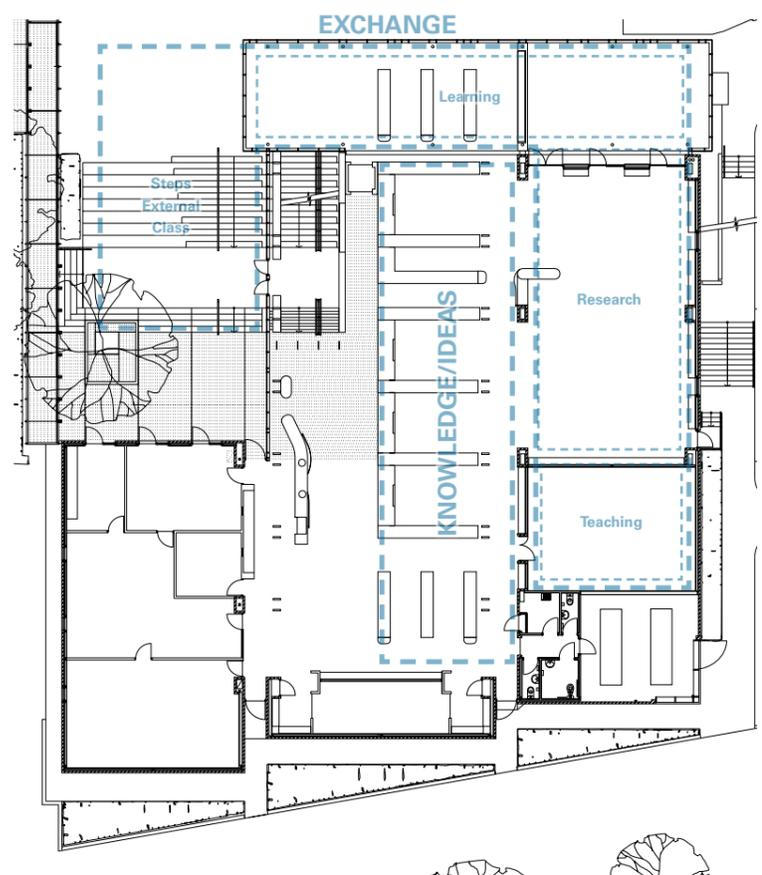 EXCHANGE
Learning
Steps
External
Class
Research
KNOWLEDGE/IDEAS
Teaching